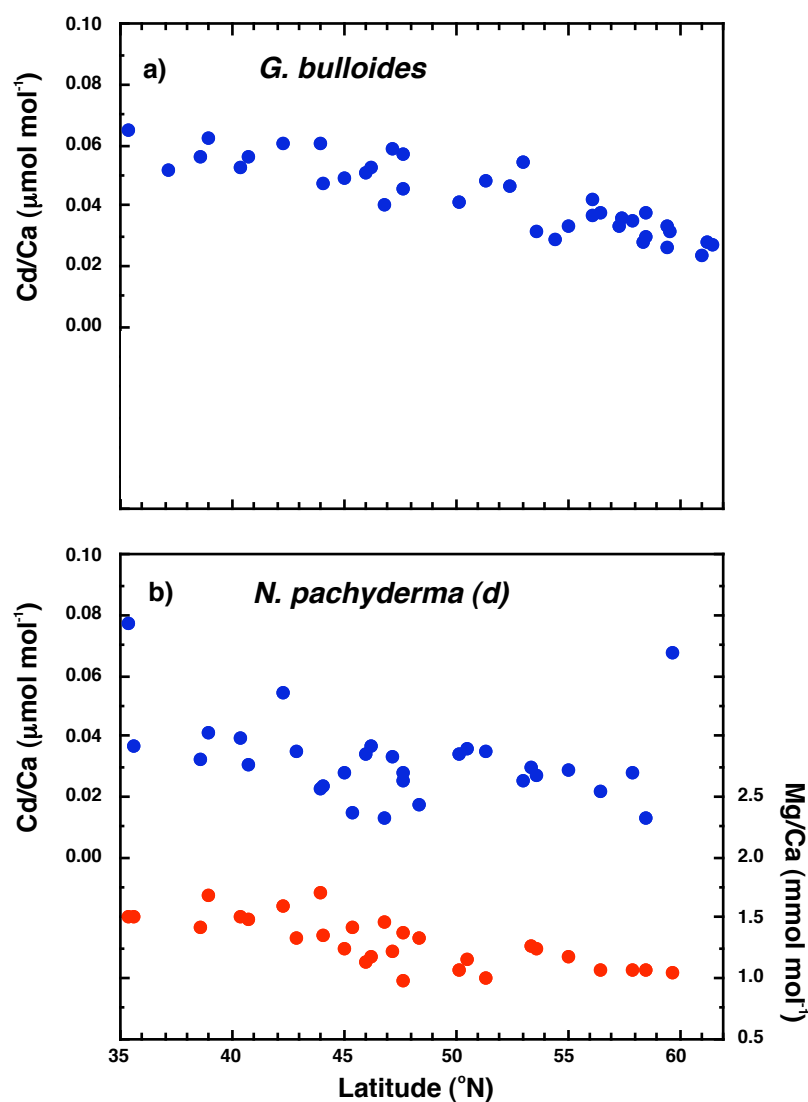 a) G. bulloides
Cd/Ca (µmol mol⁻¹)
0.10
0.08
0.06
0.04
0.02
0.00
b) N. pachyderma (d)
Cd/Ca (µmol mol⁻¹)
0.10
0.08
0.06
0.04
0.02
0.00
Mg/Ca (mmol mol⁻¹)
2.5
2.0
1.5
1.0
0.5
35 40 45 50 55 60
Latitude (°N)